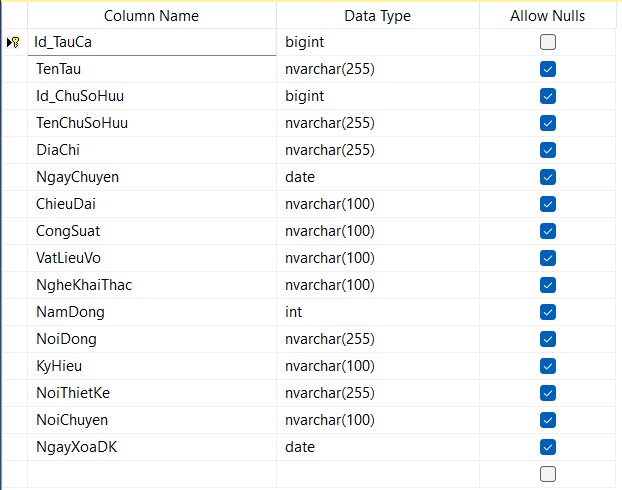 Column Name Data Type Allow Nulls
Id_TauCa bigint
TenTau nvarchar(255)
Id_ChuSoHuu bigint
TenChuSoHuu nvarchar(255)
DiaChi nvarchar(255)
NgayChuyen date
ChieuDai nvarchar(100)
CongSuat nvarchar(100)
VatLieuVo nvarchar(100)
NgheKhaiThac nvarchar(100)
NamDong int
NoiDong nvarchar(255)
KyHieu nvarchar(100)
NoiThietKe nvarchar(255)
NoiChuyen nvarchar(100)
NgayXoaDK date